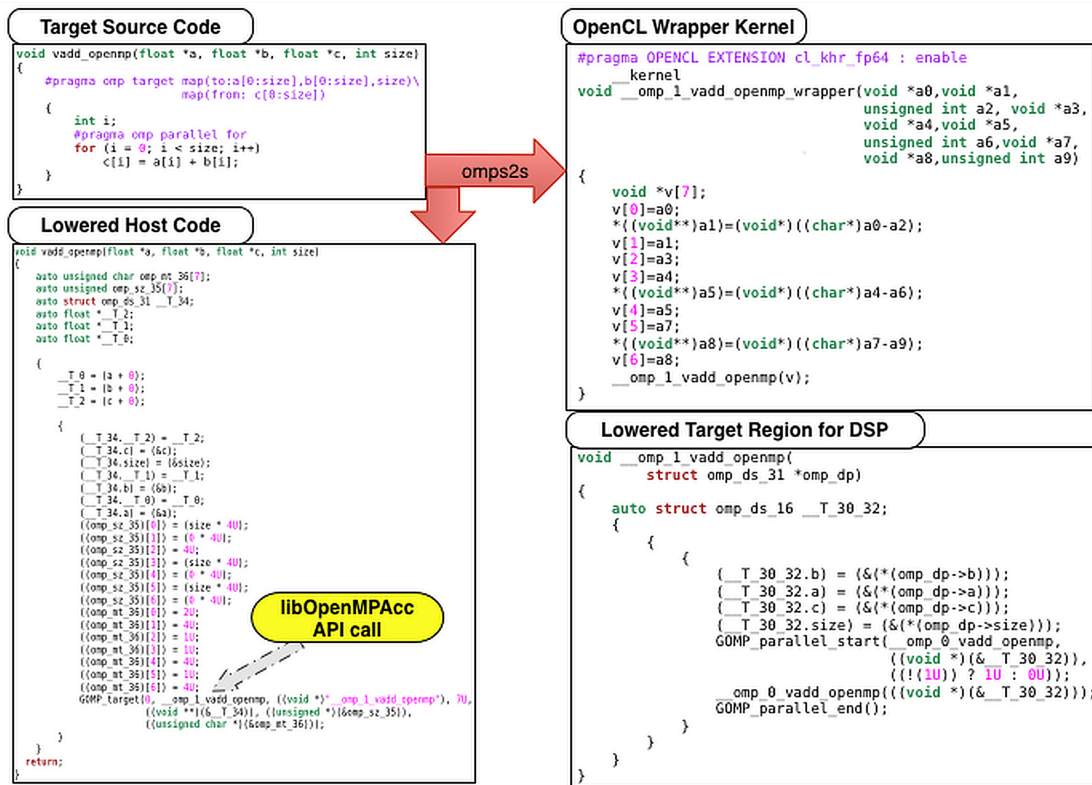 Target Source Code
void vadd_openmp(float *a, float *b, float *c, int size)
{
#pragma omp target map(to:a[0:size],b[0:size],size)\
map(from: c[0:size])
{
int i;
#pragma omp parallel for
for (i = 0; i < size; i++)
c[i] = a[i] + b[i];
}
}
omps2s
Lowered Host Code
void vadd_openmp(float *a, float *b, float *c, int size)
{
auto unsigned char omp_mt_36[7];
auto unsigned omp_sz_35[7];
auto struct omp_ds_31 __T_34;
auto float *__T_2;
auto float *__T_1;
auto float *__T_0;
{
__T_0 = (a + 0);
__T_1 = (b + 0);
__T_2 = (c + 0);
{
(__T_34.__T_2) = __T_2;
(__T_34.c) = (&c);
(__T_34.size) = (&size);
(__T_34.__T_1) = __T_1;
(__T_34.b) = (&b);
(__T_34.__T_0) = __T_0;
(__T_34.a) = (&a);
((omp_sz_35)[0]) = (size * 4U);
((omp_sz_35)[1]) = (0 * 4U);
((omp_sz_35)[2]) = 4U;
((omp_sz_35)[3]) = (size * 4U);
((omp_sz_35)[4]) = (0 * 4U);
((omp_sz_35)[5]) = (size * 4U);
((omp_sz_35)[6]) = (0 * 4U);
((omp_mt_36)[0]) = 2U;
((omp_mt_36)[1]) = 4U;
((omp_mt_36)[2]) = 1U;
((omp_mt_36)[3]) = 1U;
((omp_mt_36)[4]) = 4U;
((omp_mt_36)[5]) = 1U;
((omp_mt_36)[6]) = 4U;
GOMP_target(0, __omp_1_vadd_openmp, ((void *)"__omp_1_vadd_openmp"), 7U,
((void **)(&__T_34)), ((unsigned *)(&omp_sz_35)),
((unsigned char *)(&omp_mt_36)));
}
}
return;
}
libOpenMPAcc
API call
OpenCL Wrapper Kernel
#pragma OPENCL EXTENSION cl_khr_fp64 : enable
__kernel
void __omp_1_vadd_openmp_wrapper(void *a0,void *a1,
unsigned int a2, void *a3,
void *a4,void *a5,
unsigned int a6,void *a7,
void *a8,unsigned int a9)
{
void *v[7];
v[0]=a0;
*((void**)a1)=(void*)((char*)a0-a2);
v[1]=a1;
v[2]=a3;
v[3]=a4;
*((void**)a5)=(void*)((char*)a4-a6);
v[4]=a5;
v[5]=a7;
*((void**)a8)=(void*)((char*)a7-a9);
v[6]=a8;
__omp_1_vadd_openmp(v);
}
Lowered Target Region for DSP
void __omp_1_vadd_openmp(
struct omp_ds_31 *omp_dp)
{
auto struct omp_ds_16 __T_30_32;
{
{
{
(__T_30_32.b) = (&(*(omp_dp->b)));
(__T_30_32.a) = (&(*(omp_dp->a)));
(__T_30_32.c) = (&(*(omp_dp->c)));
(__T_30_32.size) = (&(*(omp_dp->size)));
GOMP_parallel_start(__omp_0_vadd_openmp,
((void *)(&__T_30_32)),
((!(1U)) ? 1U : 0U));
__omp_0_vadd_openmp(((void *)(&__T_30_32)));
GOMP_parallel_end();
}
}
}
}